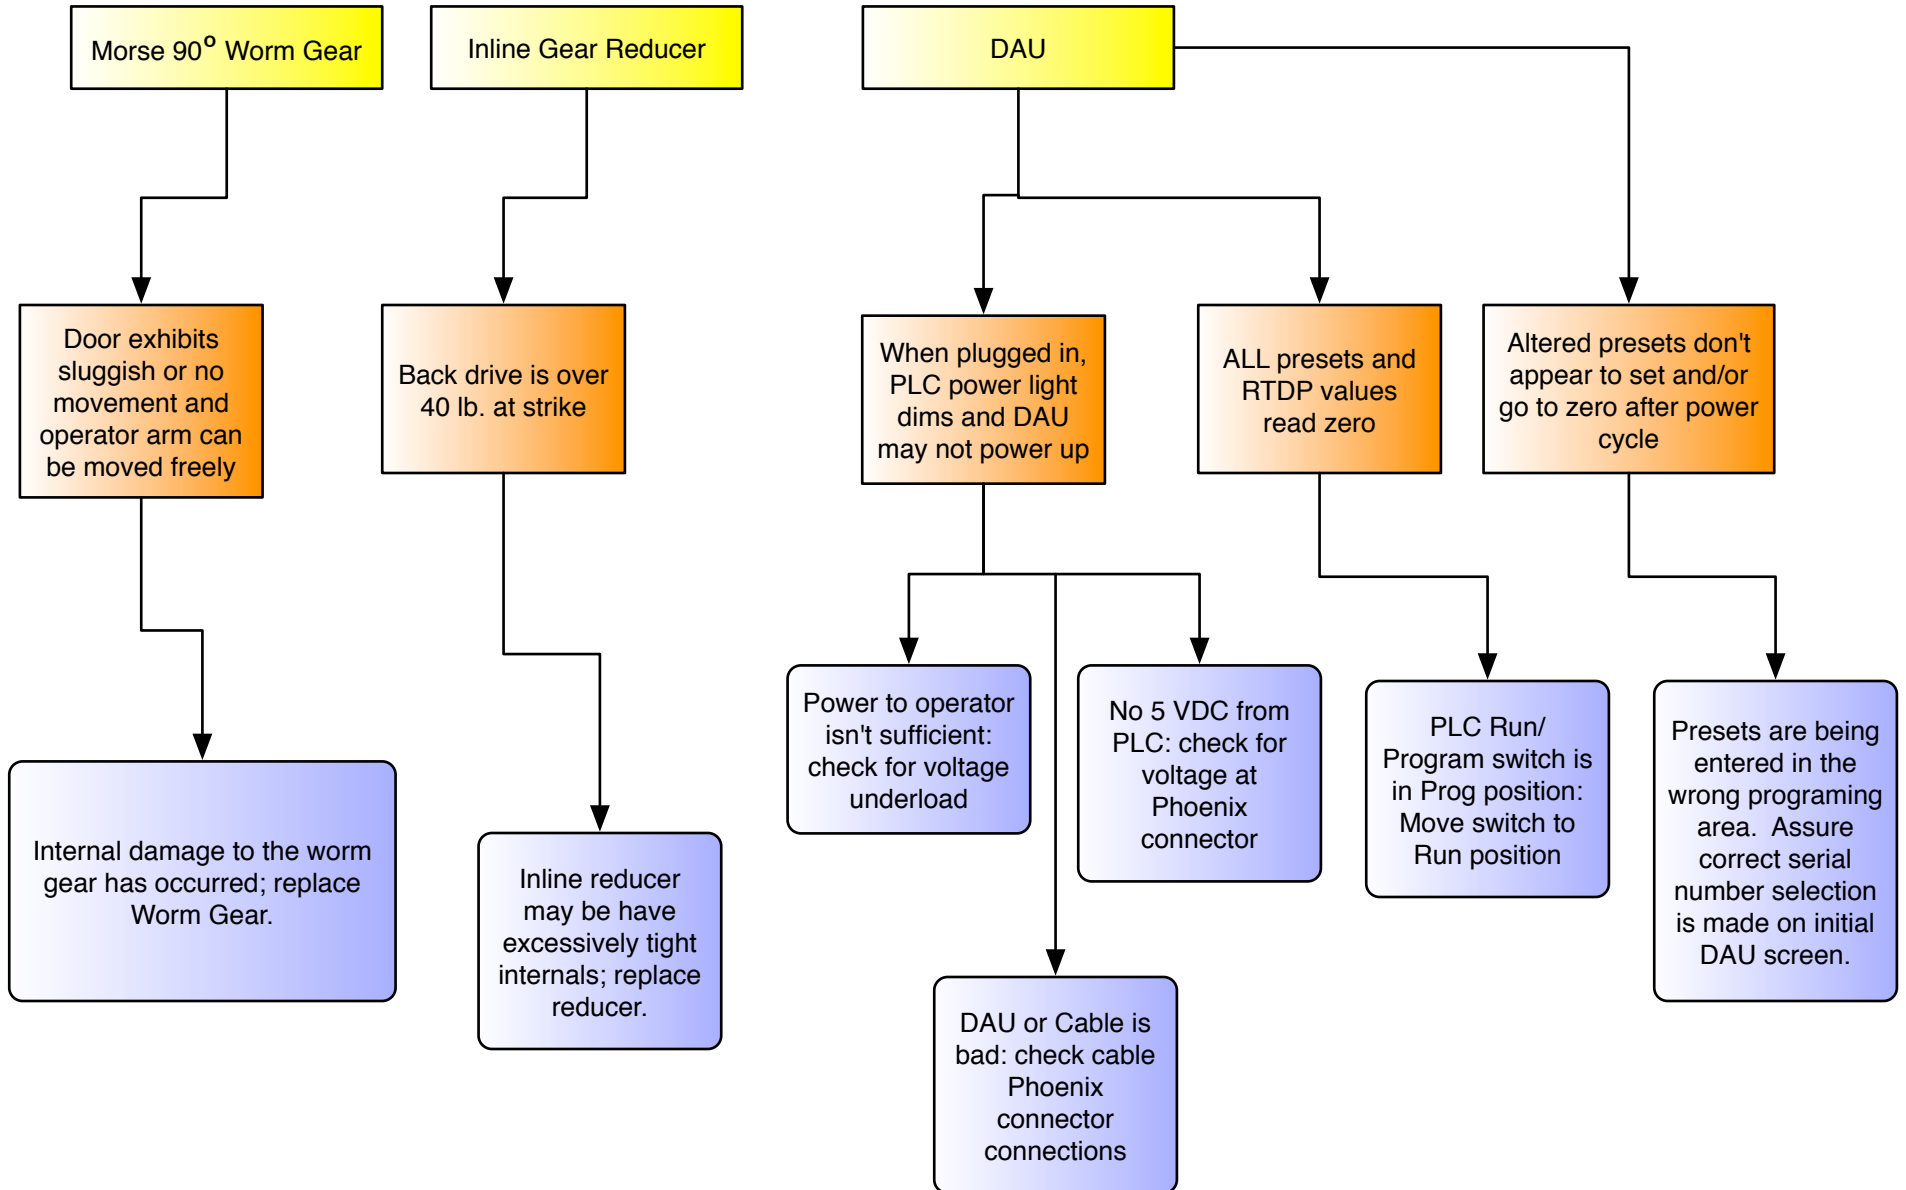 Morse 90° Worm Gear
Inline Gear Reducer
DAU
Door exhibits
sluggish or no
movement and
operator arm can
be moved freely
Back drive is over
40 lb. at strike
When plugged in,
PLC power light
dims and DAU
may not power up
ALL presets and
RTDP values
read zero
Altered presets don't
appear to set and/or
go to zero after power
cycle
Internal damage to the worm
gear has occurred; replace
Worm Gear.
Inline reducer
may be have
excessively tight
internals; replace
reducer.
Power to operator
isn't sufficient:
check for voltage
underload
DAU or Cable is
bad: check cable
Phoenix
connector
connections
No 5 VDC from
PLC: check for
voltage at
Phoenix
connector
PLC Run/
Program switch is
in Prog position:
Move switch to
Run position
Presets are being
entered in the
wrong programing
area.  Assure
correct serial
number selection
is made on initial
DAU screen.